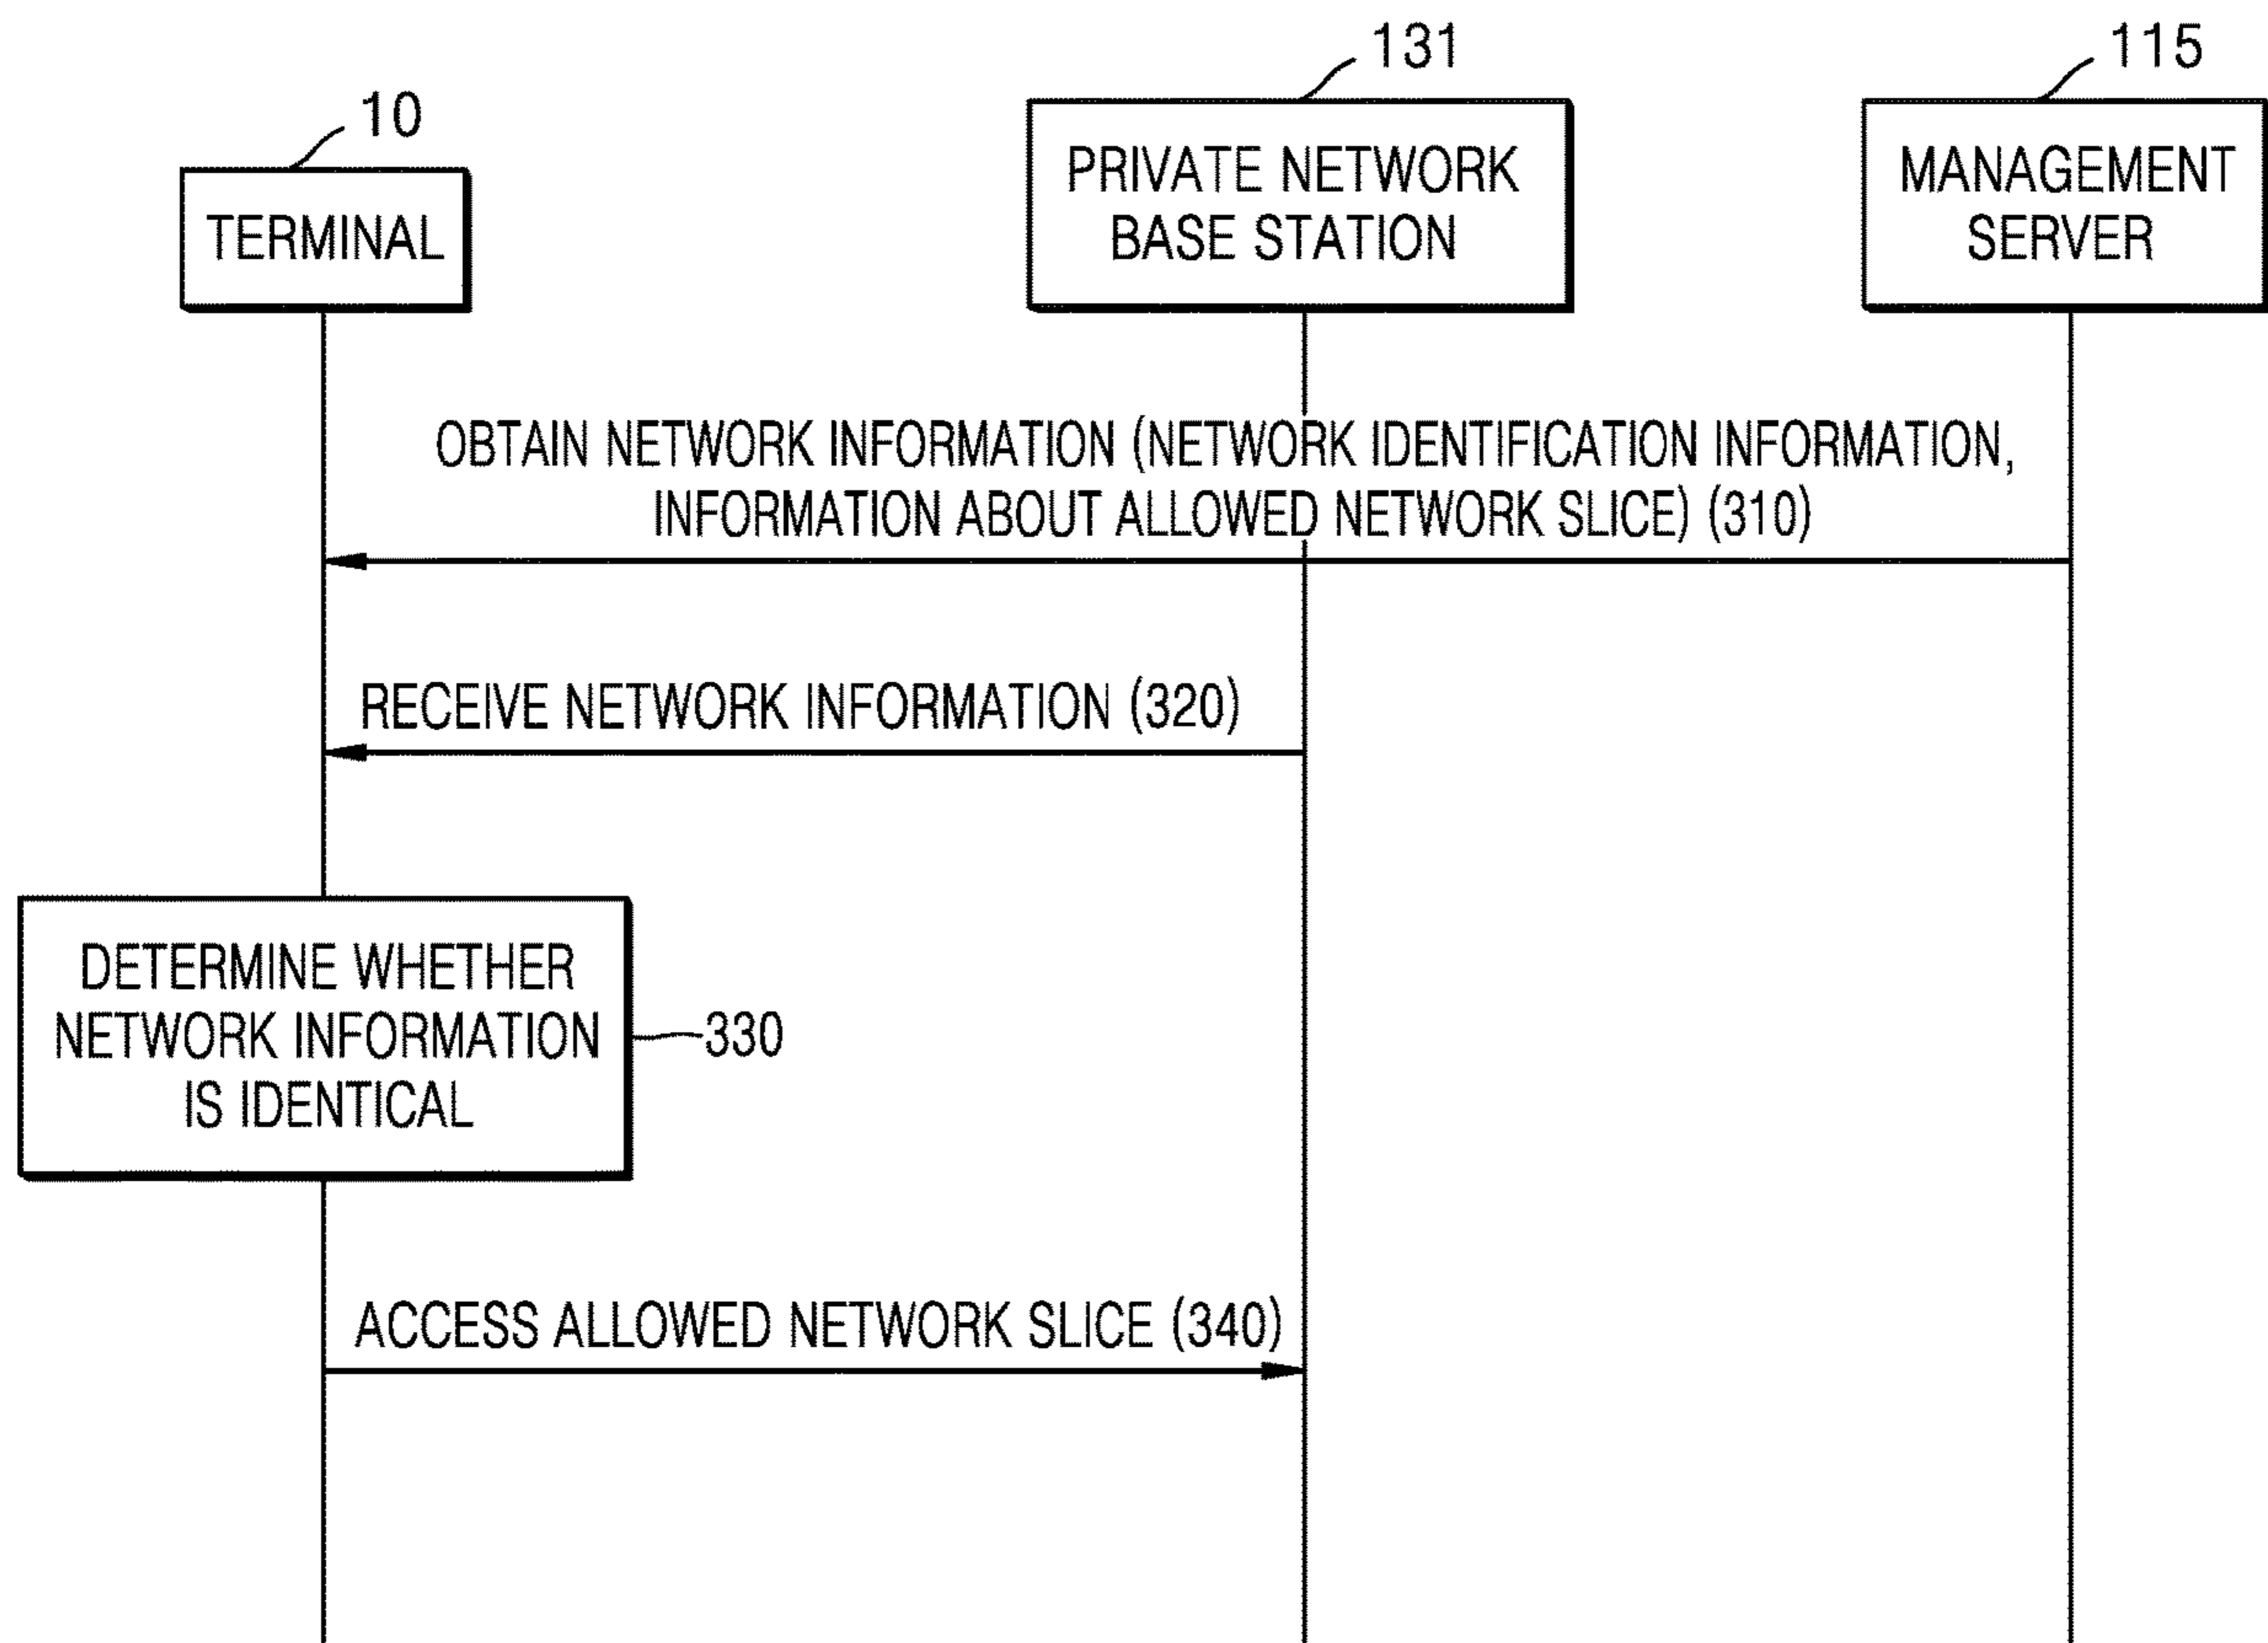 10
131
115
TERMINAL
PRIVATE NETWORK
BASE STATION
MANAGEMENT
SERVER
OBTAIN NETWORK INFORMATION (NETWORK IDENTIFICATION INFORMATION,
INFORMATION ABOUT ALLOWED NETWORK SLICE) (310)
RECEIVE NETWORK INFORMATION (320)
DETERMINE WHETHER
NETWORK INFORMATION
IS IDENTICAL
330
ACCESS ALLOWED NETWORK SLICE (340)